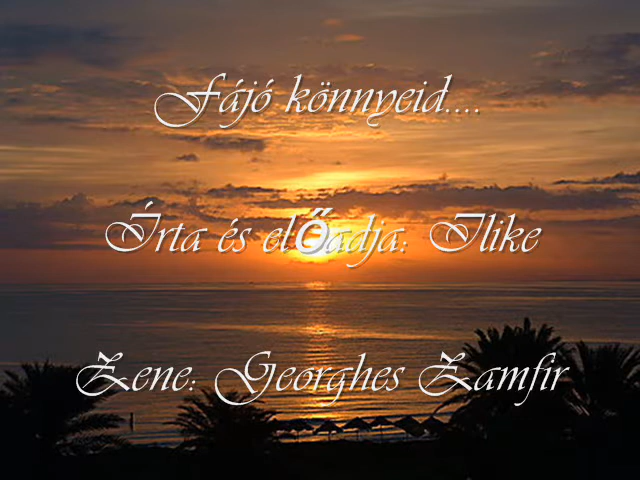 Fájó könnyeid....
Írta és előadja: Ilike
Zene: Georghes Zamfir